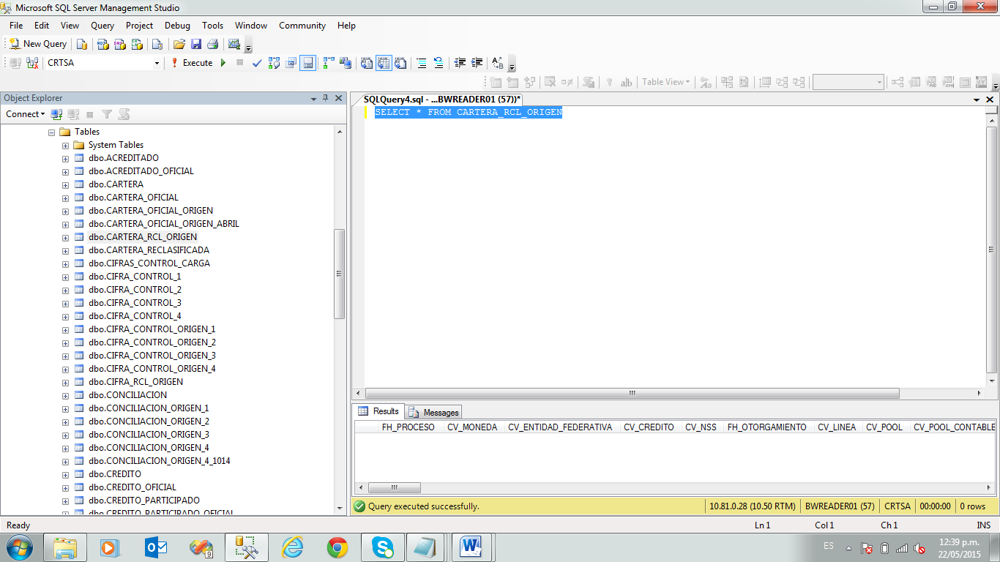 Microsoft SQL Server Management Studio
File Edit View Query Project Debug Tools Window Community Help
New Query
CRTSA Execute
Table View
Object Explorer
SQLQuery4.sql - ...BWREADER01 (57))*
Connect
SELECT * FROM CARTERA_RCL_ORIGEN
Tables
System Tables
dbo.ACREDITADO
dbo.ACREDITADO_OFICIAL
dbo.CARTERA
dbo.CARTERA_OFICIAL
dbo.CARTERA_OFICIAL_ORIGEN
dbo.CARTERA_OFICIAL_ORIGEN_ABRIL
dbo.CARTERA_RCL_ORIGEN
dbo.CARTERA_RECLASIFICADA
dbo.CIFRAS_CONTROL_CARGA
dbo.CIFRA_CONTROL_1
dbo.CIFRA_CONTROL_2
dbo.CIFRA_CONTROL_3
dbo.CIFRA_CONTROL_4
dbo.CIFRA_CONTROL_ORIGEN_1
dbo.CIFRA_CONTROL_ORIGEN_2
dbo.CIFRA_CONTROL_ORIGEN_3
dbo.CIFRA_CONTROL_ORIGEN_4
dbo.CIFRA_RCL_ORIGEN
dbo.CONCILIACION
dbo.CONCILIACION_ORIGEN_1
dbo.CONCILIACION_ORIGEN_2
dbo.CONCILIACION_ORIGEN_3
dbo.CONCILIACION_ORIGEN_4
dbo.CONCILIACION_ORIGEN_4_1014
dbo.CREDITO
dbo.CREDITO_OFICIAL
dbo.CREDITO_PARTICIPADO
dbo.CREDITO_PARTICIPADO_OFICIAL
Results Messages
FH_PROCESO CV_MONEDA CV_ENTIDAD_FEDERATIVA CV_CREDITO CV_NSS FH_OTORGAMIENTO CV_LINEA CV_POOL CV_POOL_CONTABLE
Query executed successfully. 10.81.0.28 (10.50 RTM) BWREADER01 (57) CRTSA 00:00:00 0 rows
Ready Ln 1 Col 1 Ch 1 INS
ES 12:39 p.m.
22/05/2015